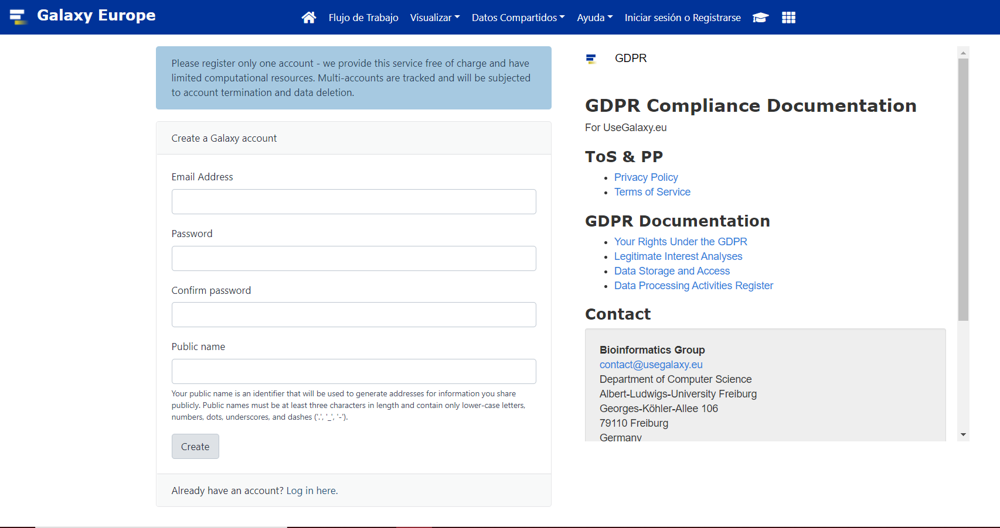 Galaxy Europe
Flujo de Trabajo Visualizar Datos Compartidos Ayuda Iniciar sesión o Registrarse
Please register only one account - we provide this service free of charge and have
limited computational resources. Multi-accounts are tracked and will be subjected
to account termination and data deletion.
Create a Galaxy account
Email Address
Password
Confirm password
Public name
Your public name is an identifier that will be used to generate addresses for information you share
publicly. Public names must be at least three characters in length and contain only lower-case letters,
numbers, dots, underscores, and dashes ('.', '_', '-').
Create
Already have an account? Log in here.
GDPR
GDPR Compliance Documentation
For UseGalaxy.eu
ToS & PP
• Privacy Policy
• Terms of Service
GDPR Documentation
• Your Rights Under the GDPR
• Legitimate Interest Analyses
• Data Storage and Access
• Data Processing Activities Register
Contact
Bioinformatics Group
contact@usegalaxy.eu
Department of Computer Science
Albert-Ludwigs-University Freiburg
Georges-Köhler-Allee 106
79110 Freiburg
Germany